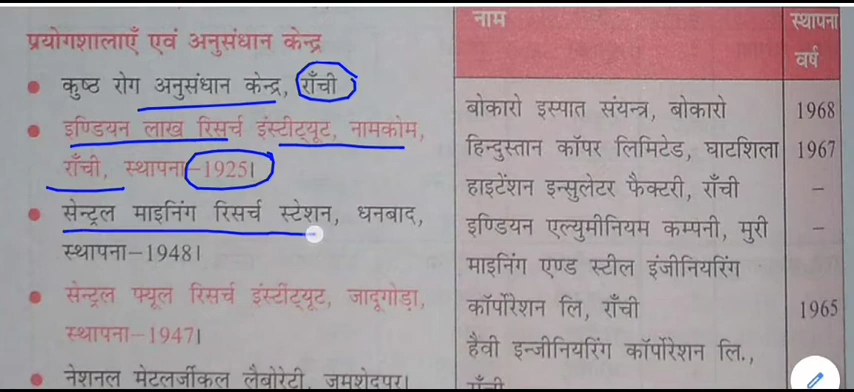 प्रयोगशालाएँ एवं अनुसंधान केन्द्र
• कुष्ठ रोग अनुसंधान केन्द्र, राँची
• इण्डियन लाख रिसर्च इंस्टीट्यूट, नामकोम,
राँची, स्थापना–1925।
• सेन्ट्रल माइनिंग रिसर्च स्टेशन, धनबाद,
स्थापना–1948।
• सेन्ट्रल फ्यूल रिसर्च इंस्टीट्यूट, जादूगोड़ा,
स्थापना–1947।
• नेशनल मेटलर्जीकल लैबोरेटी, जमशेदपुर।
नाम
स्थापना
वर्ष
बोकारो इस्पात संयन्त्र, बोकारो 1968
हिन्दुस्तान कॉपर लिमिटेड, घाटशिला 1967
हाइटेंशन इन्सुलेटर फैक्टरी, राँची –
इण्डियन एल्युमीनियम कम्पनी, मुरी –
माइनिंग एण्ड स्टील इंजीनियरिंग
कॉर्पोरेशन लि, राँची 1965
हैवी इन्जीनियरिंग कॉर्पोरेशन लि.,
राँची